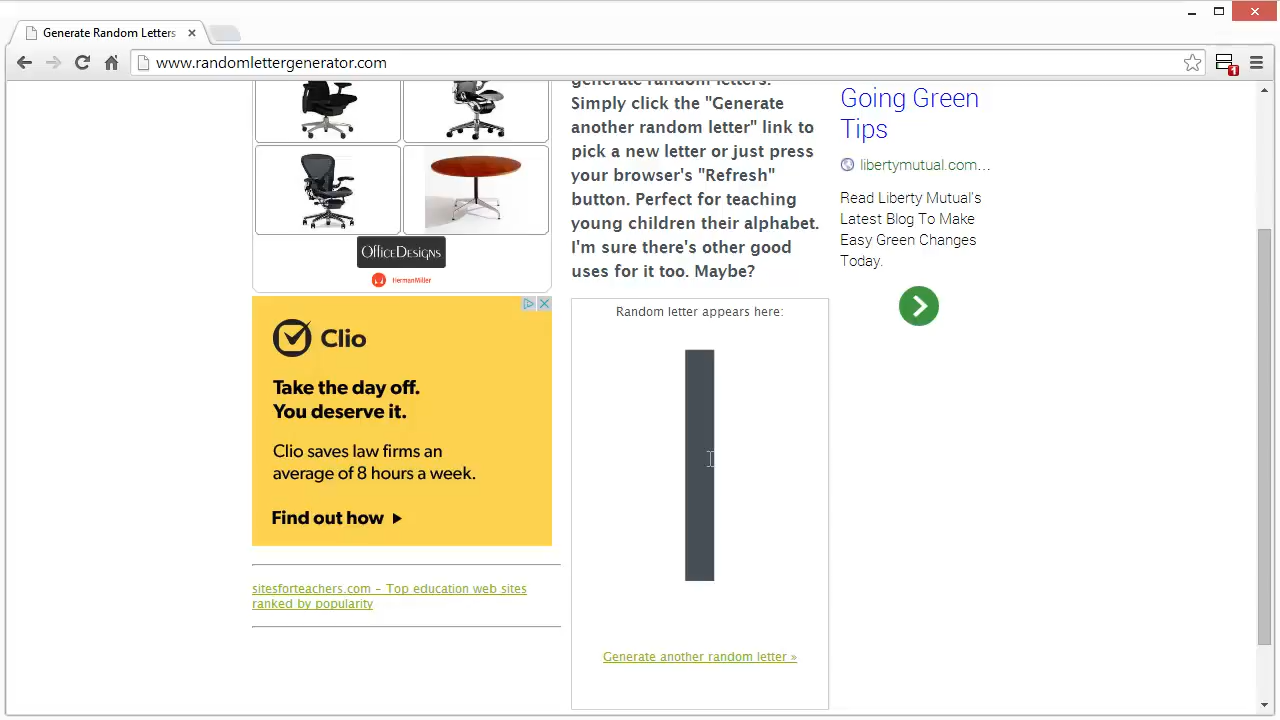 Generate Random Letters
www.randomlettergenerator.com
1
OFFICEDESIGNS
HermanMiller
Clio
Take the day off.
You deserve it.
Clio saves law firms an
average of 8 hours a week.
Find out how
sitesforteachers.com – Top education web sites
ranked by popularity
generate random letters.
Simply click the "Generate
another random letter" link to
pick a new letter or just press
your browser's "Refresh"
button. Perfect for teaching
young children their alphabet.
I'm sure there's other good
uses for it too. Maybe?
Random letter appears here:
I
Generate another random letter »
Going Green
Tips
libertymutual.com…
Read Liberty Mutual's
Latest Blog To Make
Easy Green Changes
Today.